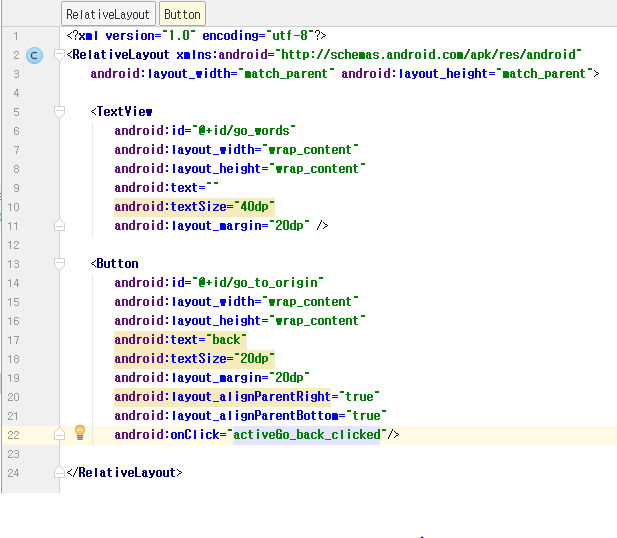 RelativeLayout Button
1 <?xml version="1.0" encoding="utf-8"?>
2 C <RelativeLayout xmlns:android="http://schemas.android.com/apk/res/android"
3 android:layout_width="match_parent" android:layout_height="match_parent">
4
5 <TextView
6 android:id="@+id/go_words"
7 android:layout_width="wrap_content"
8 android:layout_height="wrap_content"
9 android:text=""
10 android:textSize="40dp"
11 android:layout_margin="20dp" />
12
13 <Button
14 android:id="@+id/go_to_origin"
15 android:layout_width="wrap_content"
16 android:layout_height="wrap_content"
17 android:text="back"
18 android:textSize="20dp"
19 android:layout_margin="20dp"
20 android:layout_alignParentRight="true"
21 android:layout_alignParentBottom="true"
22 android:onClick="activeGo_back_clicked"/>
23
24 </RelativeLayout>